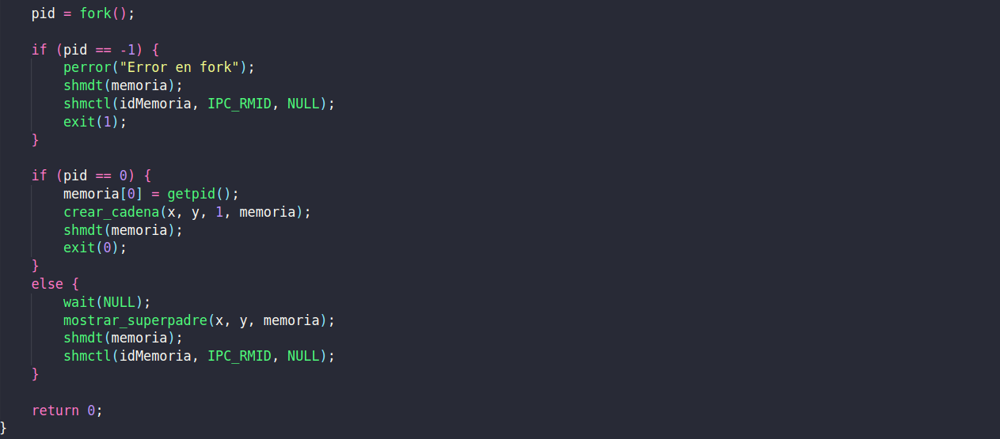 pid = fork();
if (pid == -1) {
perror("Error en fork");
shmdt(memoria);
shmctl(idMemoria, IPC_RMID, NULL);
exit(1);
}
if (pid == 0) {
memoria[0] = getpid();
crear_cadena(x, y, 1, memoria);
shmdt(memoria);
exit(0);
}
else {
wait(NULL);
mostrar_superpadre(x, y, memoria);
shmdt(memoria);
shmctl(idMemoria, IPC_RMID, NULL);
}
return 0;
}